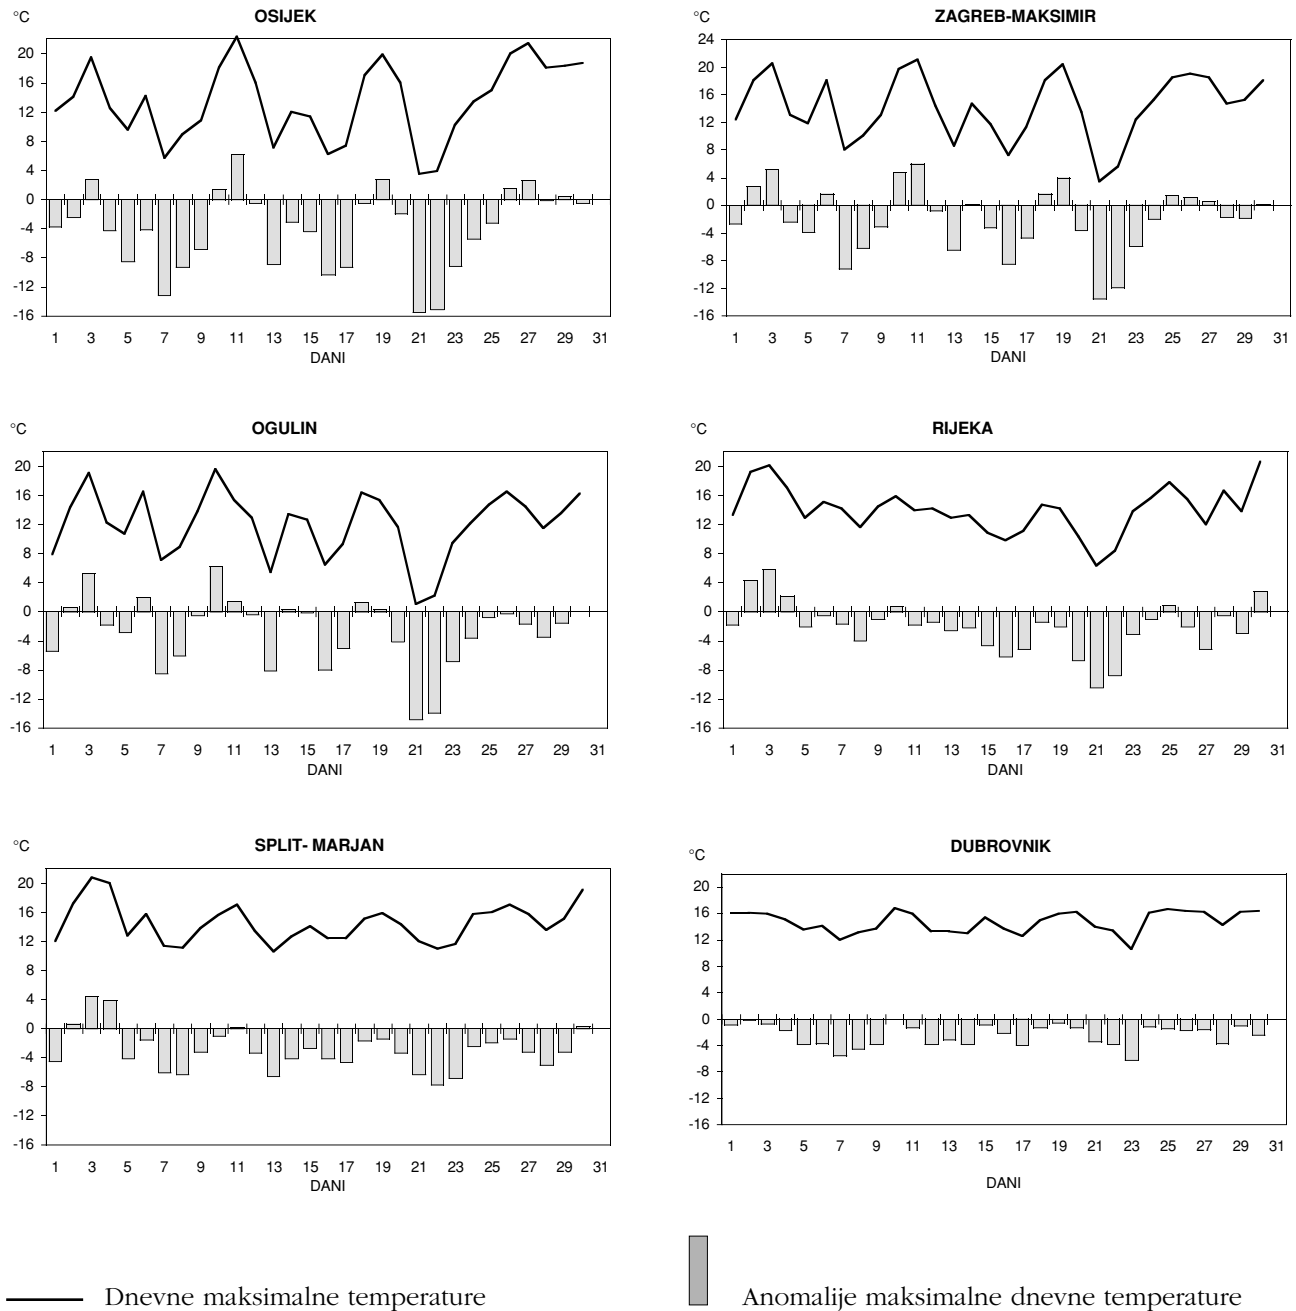 °C
OSIJEK
20
16
12
8
4
0
-4
-8
-12
-16
1 3 5 7 9 11 13 15 17 19 21 23 25 27 29 31
DANI
°C
ZAGREB-MAKSIMIR
24
20
16
12
8
4
0
-4
-8
-12
-16
1 3 5 7 9 11 13 15 17 19 21 23 25 27 29 31
DANI
°C
OGULIN
20
16
12
8
4
0
-4
-8
-12
-16
1 3 5 7 9 11 13 15 17 19 21 23 25 27 29 31
DANI
°C
RIJEKA
20
16
12
8
4
0
-4
-8
-12
-16
1 3 5 7 9 11 13 15 17 19 21 23 25 27 29 31
DANI
°C
SPLIT- MARJAN
20
16
12
8
4
0
-4
-8
-12
-16
1 3 5 7 9 11 13 15 17 19 21 23 25 27 29 31
DANI
°C
DUBROVNIK
20
16
12
8
4
0
-4
-8
-12
-16
1 3 5 7 9 11 13 15 17 19 21 23 25 27 29 31
DANI
Dnevne maksimalne temperature
Anomalije maksimalne dnevne temperature